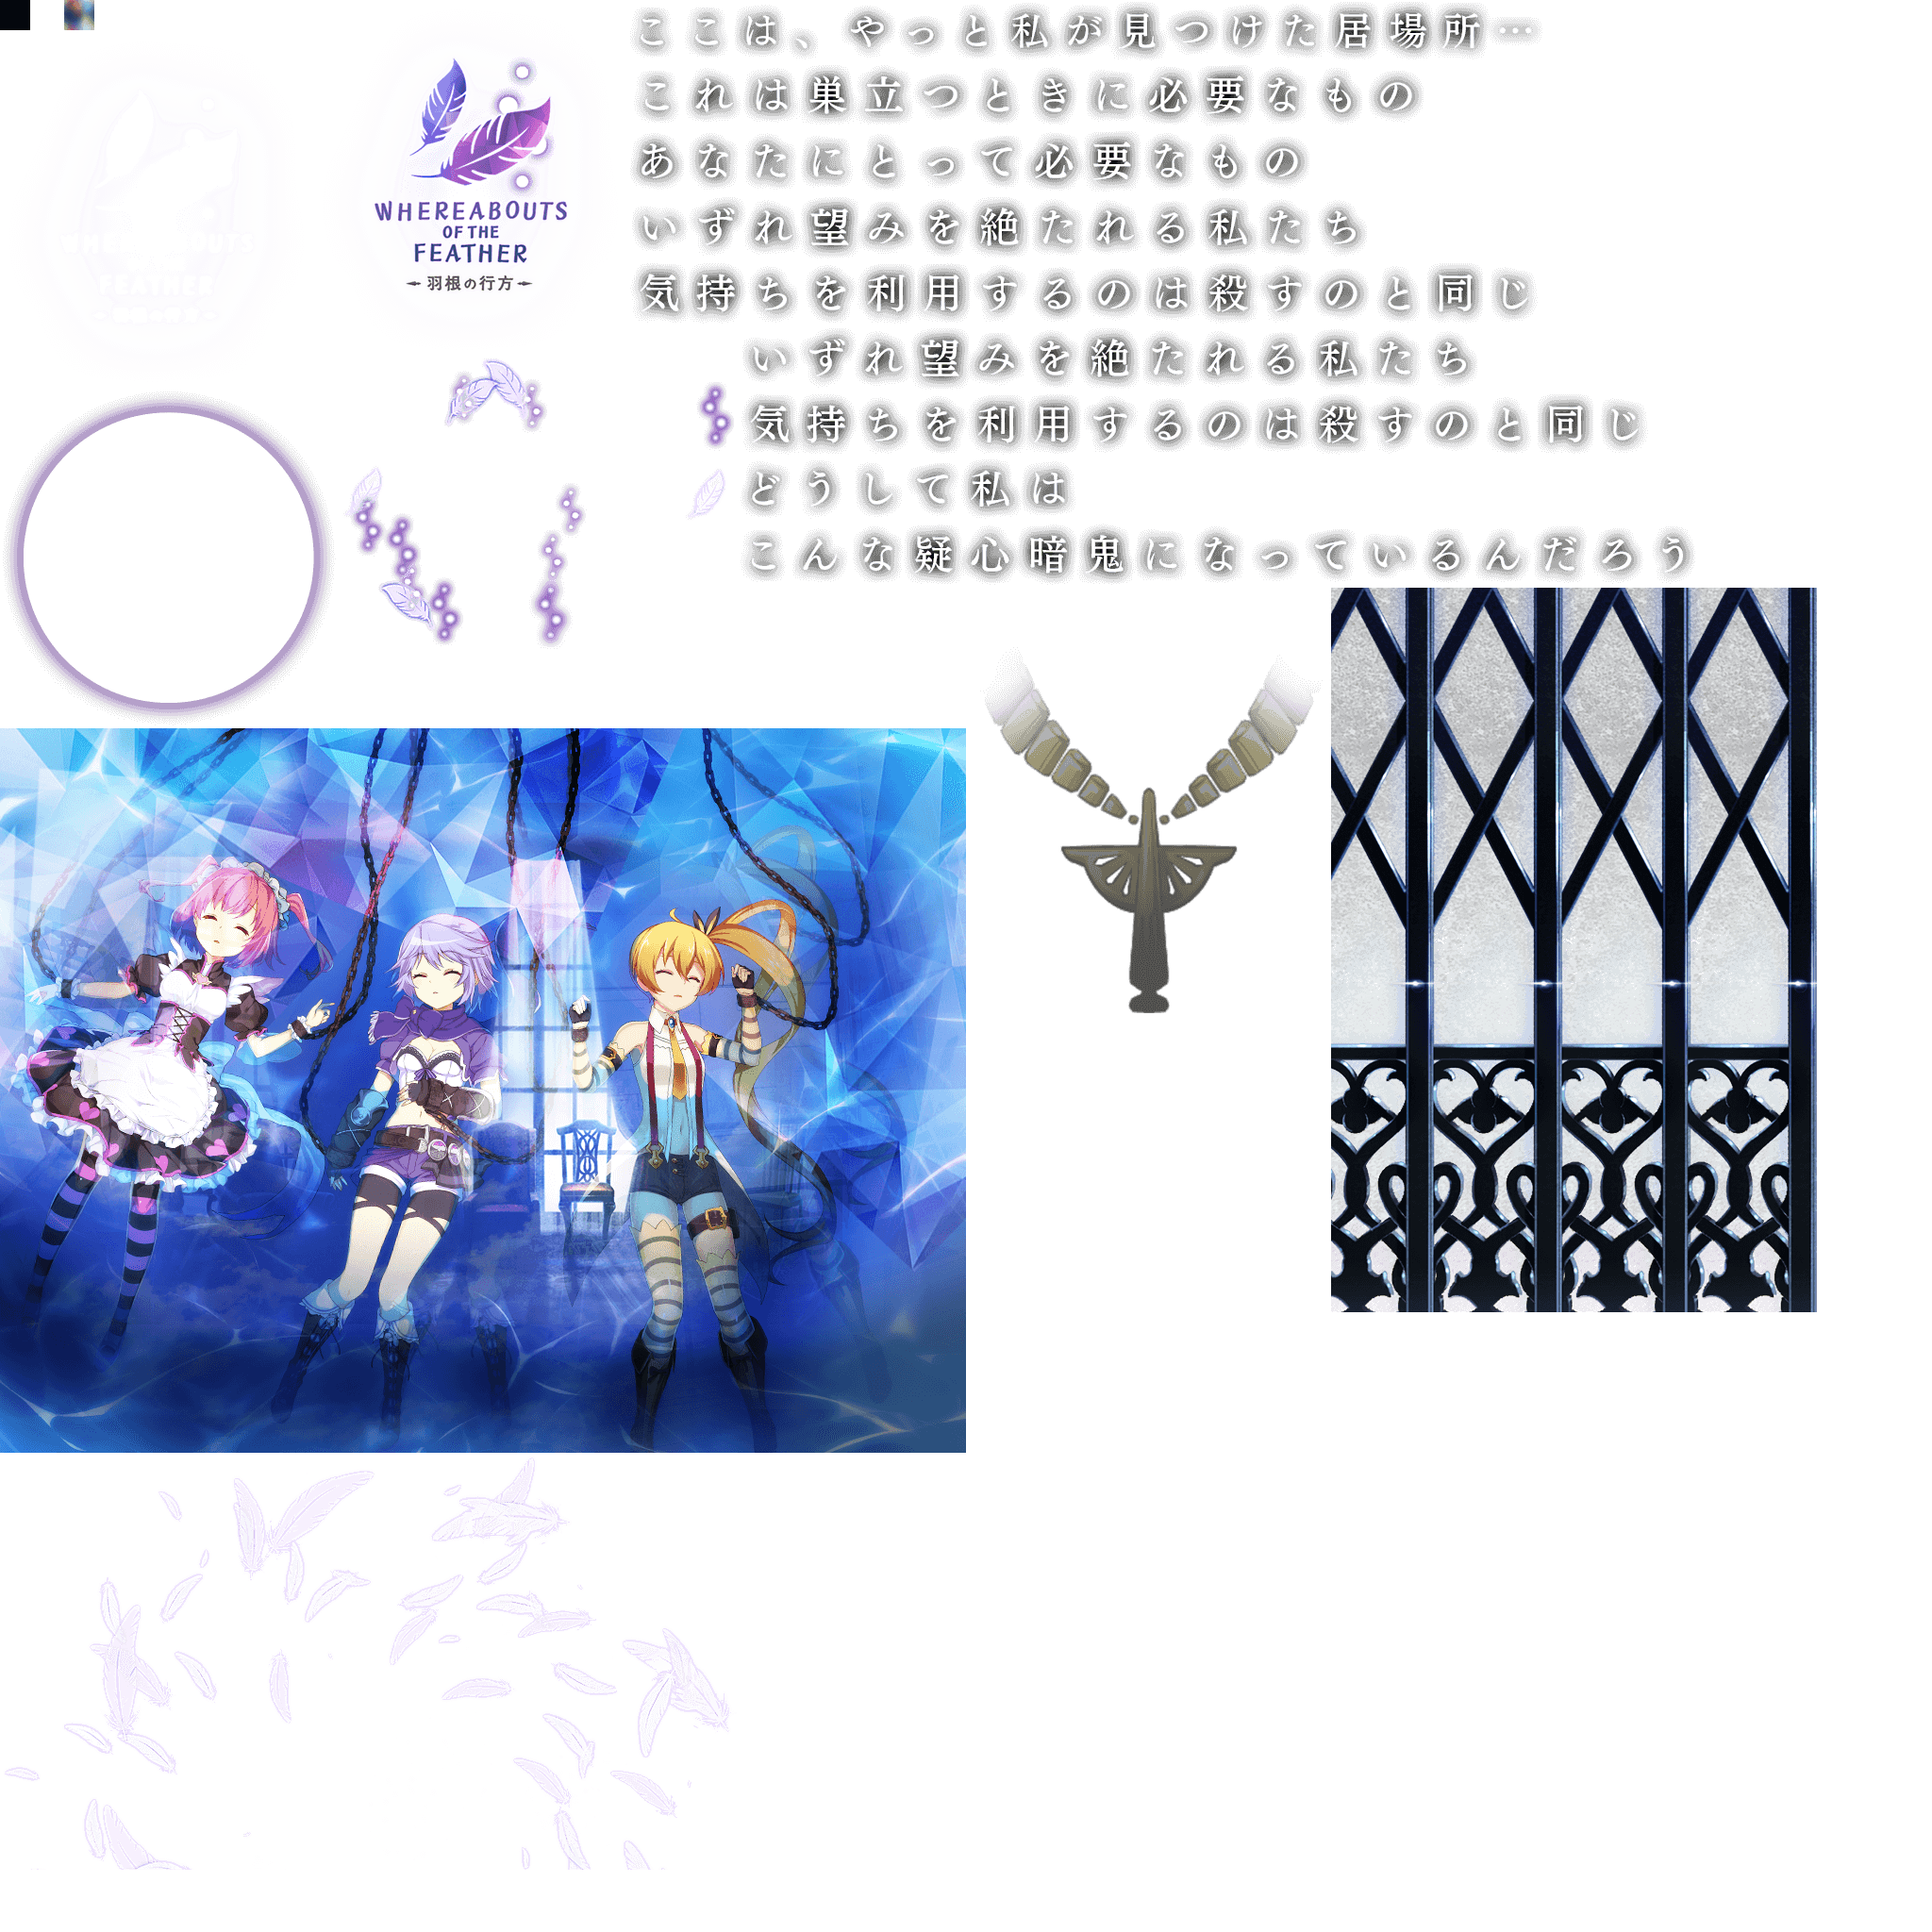 WHEREABOUTS
OF THE
FEATHER
羽根の行方
ここは、やっと私が見つけた居場所…
これは巣立つときに必要なもの
あなたにとって必要なもの
いずれ望みを絶たれる私たち
気持ちを利用するのは殺すのと同じ
いずれ望みを絶たれる私たち
気持ちを利用するのは殺すのと同じ
どうして私は
こんな疑心暗鬼になっているんだろう